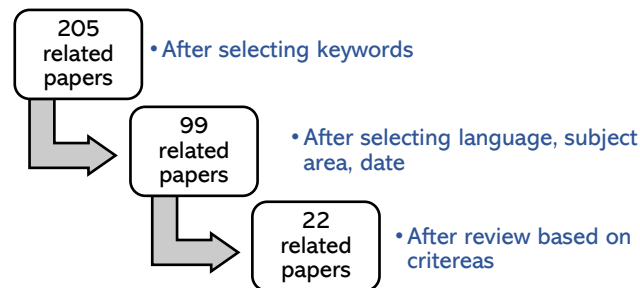 205
related
papers
• After selecting keywords
99
related
papers
• After selecting language, subject
area, date
22
related
papers
• After review based on
critereas